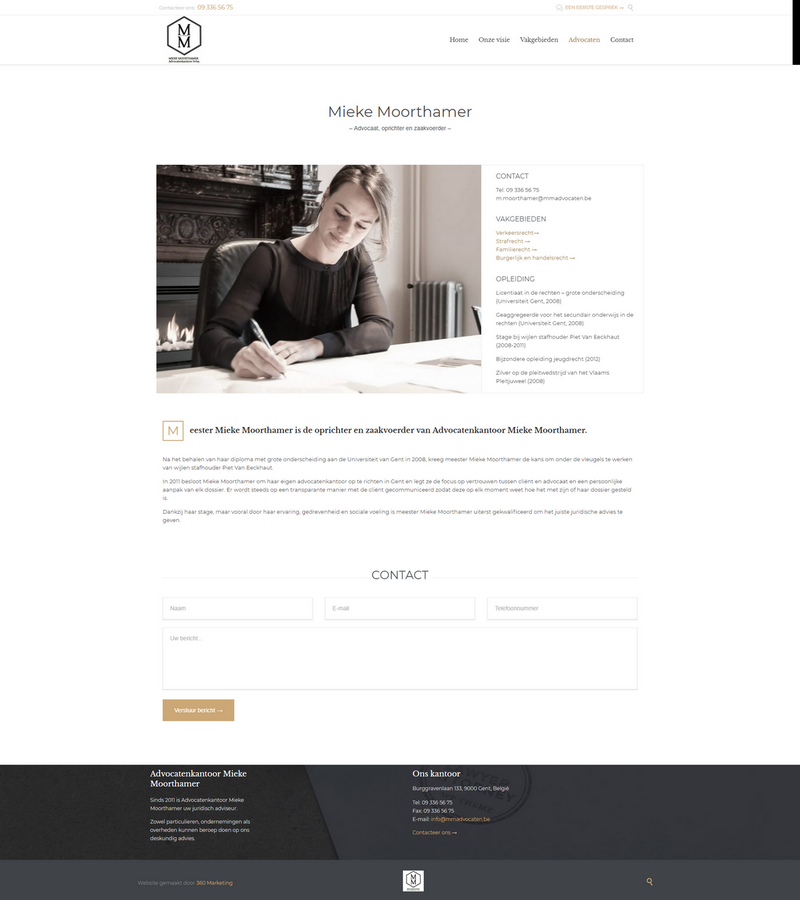 Contacteer ons: 09 336 56 75
EEN EERSTE GESPREK →
M
M
MIEKE MOORTHAMER
Advocatenkantoor Gent
Home Onze visie Vakgebieden Advocaten Contact
Mieke Moorthamer
– Advocaat, oprichter en zaakvoerder –
CONTACT
Tel: 09 336 56 75
m.moorthamer@mmadvocaten.be
VAKGEBIEDEN
Verkeersrecht→
Strafrecht →
Familierecht →
Burgerlijk en handelsrecht →
OPLEIDING
Licentiaat in de rechten – grote onderscheiding
(Universiteit Gent, 2008)
Geaggregeerde voor het secundair onderwijs in de
rechten (Universiteit Gent, 2008)
Stage bij wijlen stafhouder Piet Van Eeckhaut
(2008-2011)
Bijzondere opleiding jeugdrecht (2012)
Zilver op de pleitwedstrijd van het Vlaams
Pleitjuweel (2008)
M eester Mieke Moorthamer is de oprichter en zaakvoerder van Advocatenkantoor Mieke Moorthamer.
Na het behalen van haar diploma met grote onderscheiding aan de Universiteit van Gent in 2008, kreeg meester Mieke Moorthamer de kans om onder de vleugels te werken
van wijlen stafhouder Piet Van Eeckhaut.
In 2011 besloot Mieke Moorthamer om haar eigen advocatenkantoor op te richten in Gent en legt ze de focus op vertrouwen tussen cliënt en advocaat en een persoonlijke
aanpak van elk dossier. Er wordt steeds op een transparante manier met de cliënt gecommuniceerd zodat deze op elk moment weet hoe het met zijn of haar dossier gesteld
is.
Dankzij haar stage, maar vooral door haar ervaring, gedrevenheid en sociale voeling is meester Mieke Moorthamer uiterst gekwalificeerd om het juiste juridische advies te
geven.
CONTACT
Naam E-mail Telefoonnummer
Uw bericht...
Verstuur bericht →
Advocatenkantoor Mieke
Moorthamer
Sinds 2011 is Advocatenkantoor Mieke
Moorthamer uw juridisch adviseur.
Zowel particulieren, ondernemingen als
overheden kunnen beroep doen op ons
deskundig advies.
Ons kantoor
Burggravenlaan 133, 9000 Gent, België
Tel: 09 336 56 75
Fax: 09 336 56 75
E-mail: info@mmadvocaten.be
Contacteer ons →
Website gemaakt door 360 Marketing
M
M